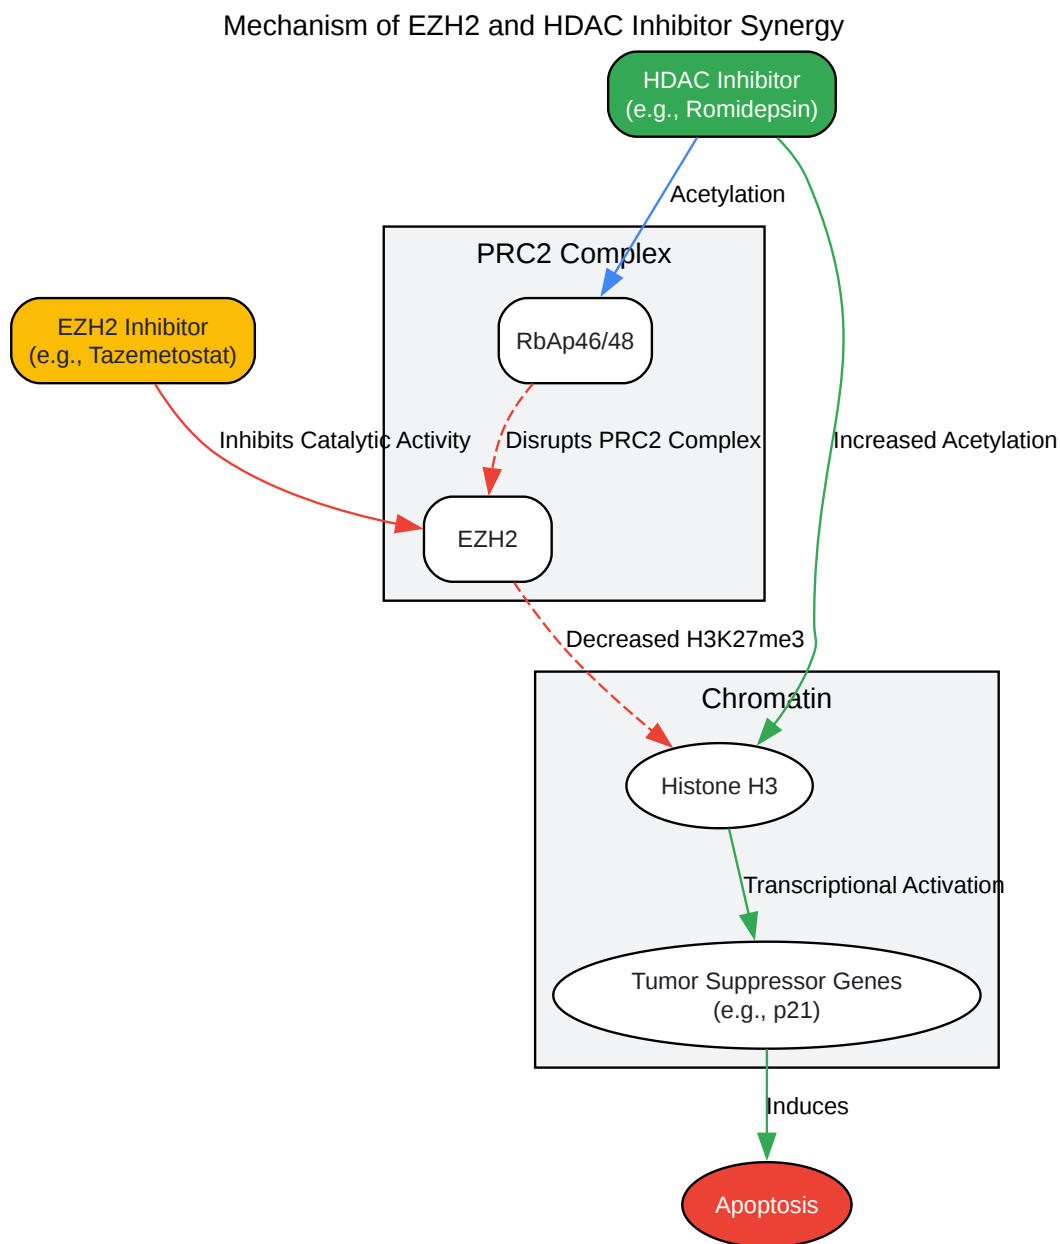 Mechanism of EZH2 and HDAC Inhibitor Synergy
HDAC Inhibitor
(e.g., Romidepsin)
Acetylation
PRC2 Complex
EZH2 Inhibitor
(e.g., Tazemetostat)
RbAp46/48
Inhibits Catalytic Activity
Disrupts PRC2 Complex
Increased Acetylation
EZH2
Decreased H3K27me3
Chromatin
Histone H3
Transcriptional Activation
Tumor Suppressor Genes
(e.g., p21)
Induces
Apoptosis